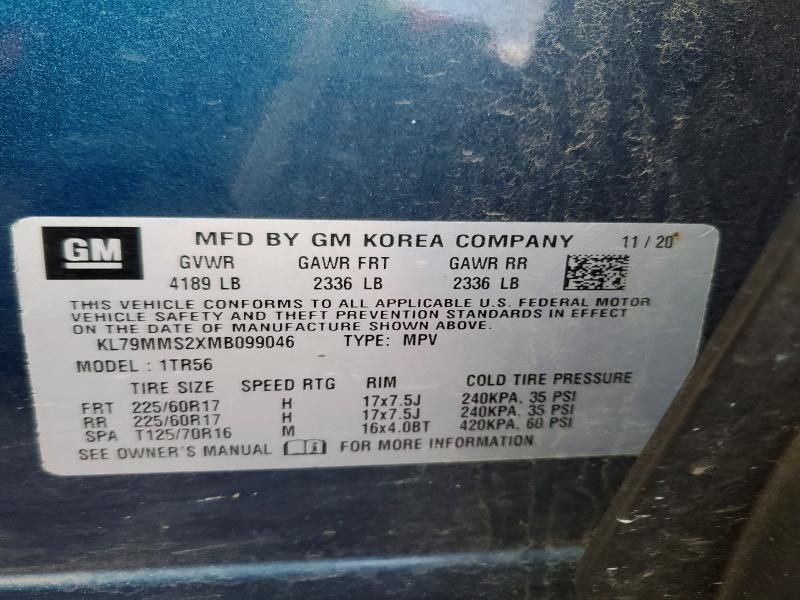 GM MFD BY GM KOREA COMPANY 11 / 20
GVWR GAWR FRT GAWR RR
4189 LB 2336 LB 2336 LB
THIS VEHICLE CONFORMS TO ALL APPLICABLE U.S. FEDERAL MOTOR
VEHICLE SAFETY AND THEFT PREVENTION STANDARDS IN EFFECT
ON THE DATE OF MANUFACTURE SHOWN ABOVE.
KL79MMS2XMB099046 TYPE: MPV
MODEL : 1TR56
TIRE SIZE SPEED RTG RIM COLD TIRE PRESSURE
FRT 225/60R17 H 17x7.5J 240KPA, 35 PSI
RR 225/60R17 H 17x7.5J 240KPA, 35 PSI
SPA T125/70R16 M 16x4.0BT 420KPA, 60 PSI
SEE OWNER'S MANUAL FOR MORE INFORMATION